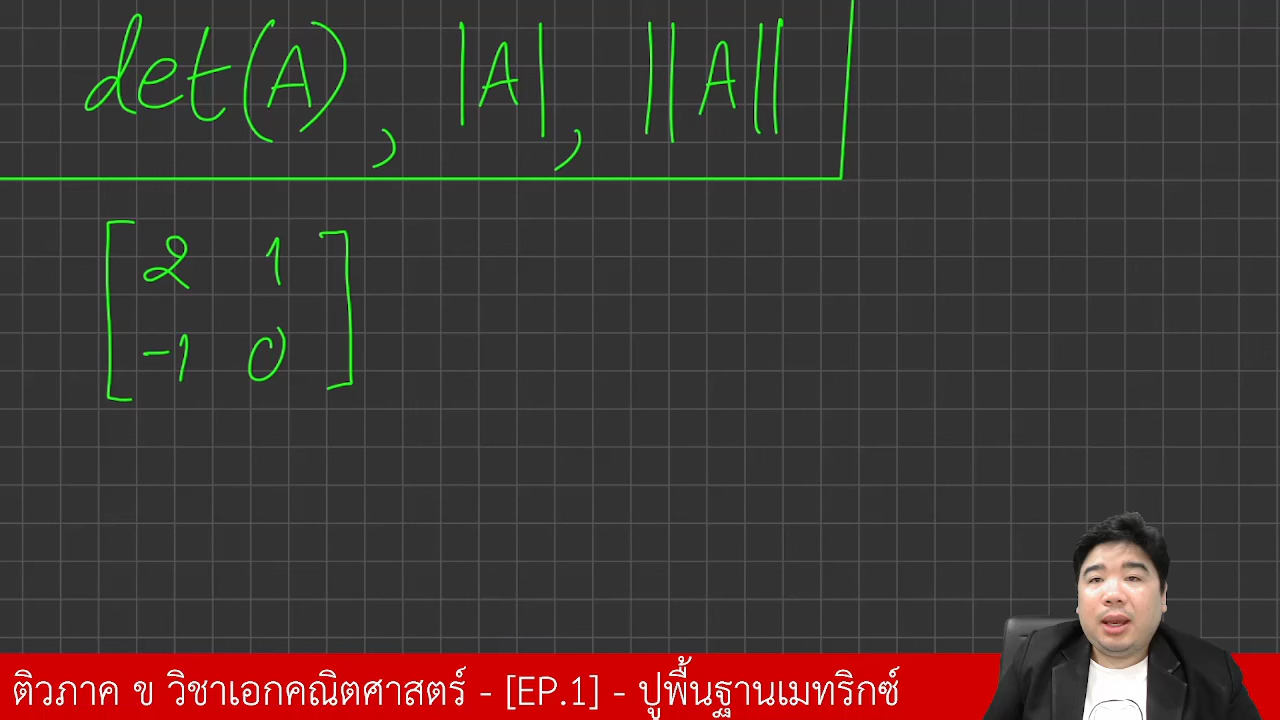 det(A), |A|, ||A||
[2 1
-1 0]
ติวภาค ข วิชาเอกคณิตศาสตร์ - [EP.1] - ปูพื้นฐานเมทริกซ์